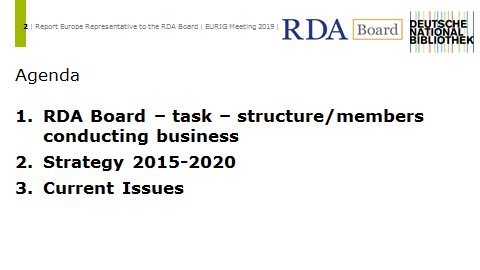 2 | Report Europe Representative to the RDA Board | EURIG Meeting 2019 |
RDA Board
DEUTSCHE
NATIONAL
BIBLIOTHEK
Agenda
1. RDA Board – task – structure/members
conducting business
2. Strategy 2015-2020
3. Current Issues